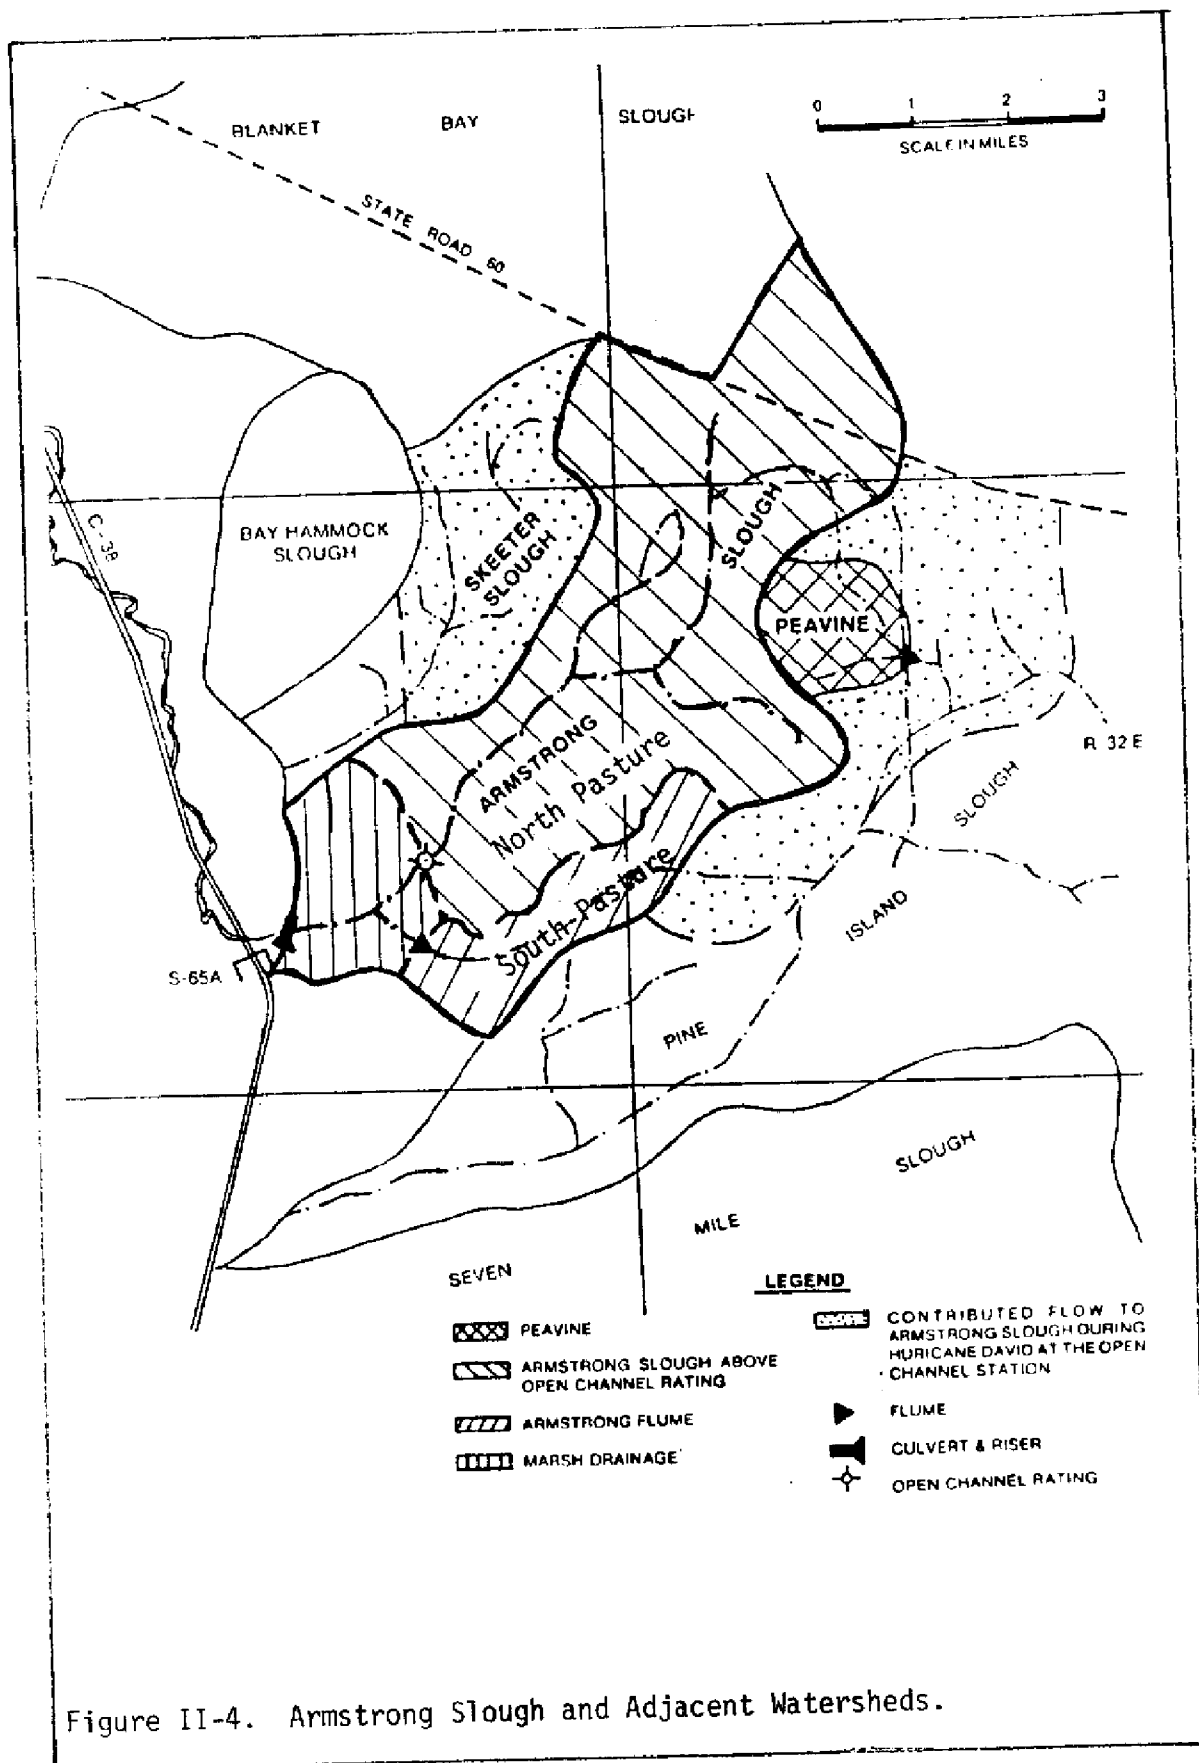 BLANKET BAY SLOUGH
0 1 2 3
SCALE IN MILES
STATE ROAD 60
C-38
BAY HAMMOCK
SLOUGH
SKEETER
SLOUGH
SLOUGH
PEAVINE
R 32 E
ARMSTRONG
North Pasture
South Pasture
SLOUGH
ISLAND
S-65A
PINE
SLOUGH
MILE
SEVEN
LEGEND
PEAVINE
ARMSTRONG SLOUGH ABOVE
OPEN CHANNEL RATING
ARMSTRONG FLUME
MARSH DRAINAGE
CONTRIBUTED FLOW TO
ARMSTRONG SLOUGH DURING
HURICANE DAVID AT THE OPEN
CHANNEL STATION
FLUME
CULVERT & RISER
OPEN CHANNEL RATING
Figure II-4. Armstrong Slough and Adjacent Watersheds.